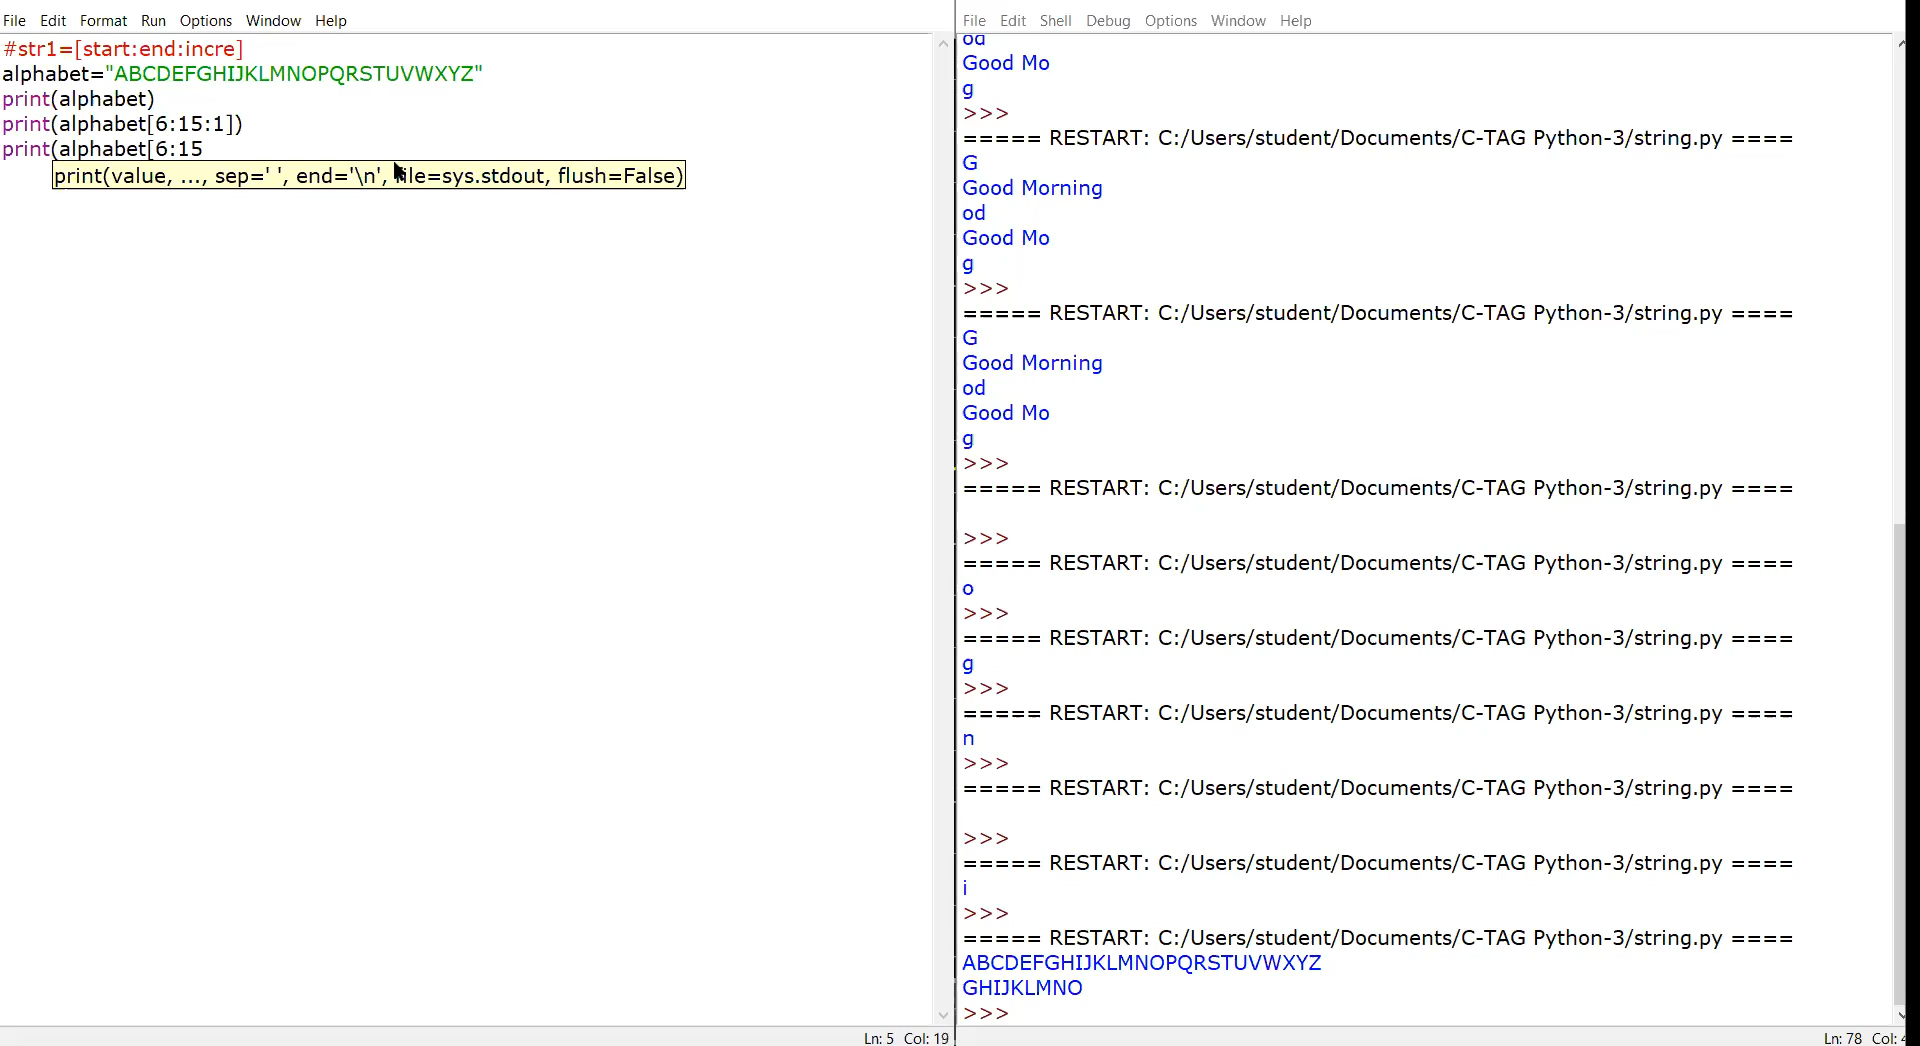 File Edit Format Run Options Window Help
#str1=[start:end:incre]
alphabet="ABCDEFGHIJKLMNOPQRSTUVWXYZ"
print(alphabet)
print(alphabet[6:15:1])
print(alphabet[6:15
print(value, ..., sep=' ', end='\n', file=sys.stdout, flush=False)
Ln: 5 Col: 19
File Edit Shell Debug Options Window Help
od
Good Mo
g
>>>
===== RESTART: C:/Users/student/Documents/C-TAG Python-3/string.py ====
G
Good Morning
od
Good Mo
g
>>>
===== RESTART: C:/Users/student/Documents/C-TAG Python-3/string.py ====
G
Good Morning
od
Good Mo
g
>>>
===== RESTART: C:/Users/student/Documents/C-TAG Python-3/string.py ====
>>>
===== RESTART: C:/Users/student/Documents/C-TAG Python-3/string.py ====
o
>>>
===== RESTART: C:/Users/student/Documents/C-TAG Python-3/string.py ====
g
>>>
===== RESTART: C:/Users/student/Documents/C-TAG Python-3/string.py ====
n
>>>
===== RESTART: C:/Users/student/Documents/C-TAG Python-3/string.py ====
>>>
===== RESTART: C:/Users/student/Documents/C-TAG Python-3/string.py ====
i
>>>
===== RESTART: C:/Users/student/Documents/C-TAG Python-3/string.py ====
ABCDEFGHIJKLMNOPQRSTUVWXYZ
GHIJKLMNO
>>>
Ln: 78 Col: 4